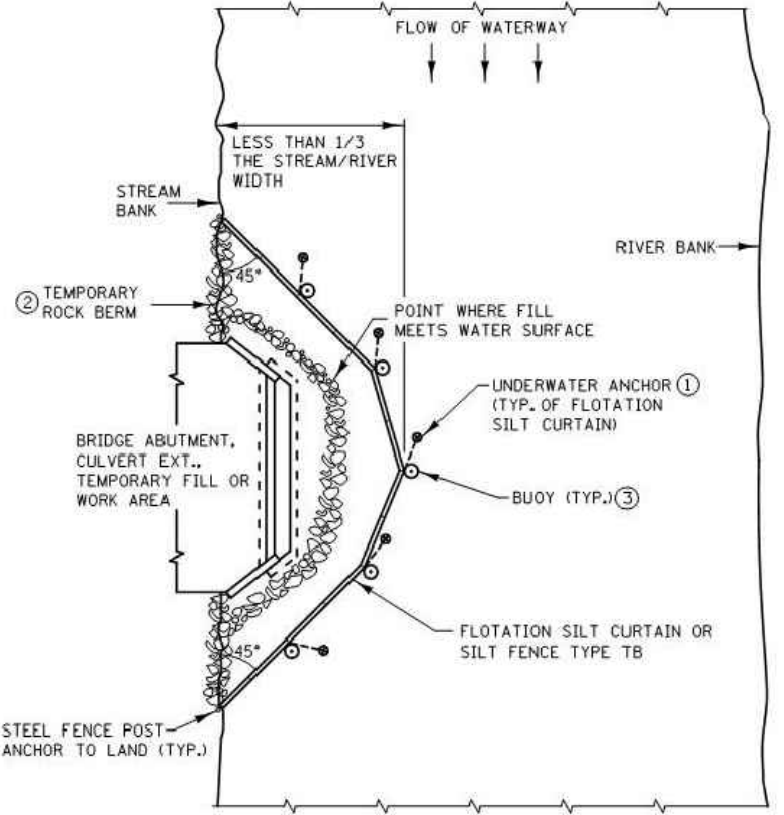 FLOW OF WATERWAY
LESS THAN 1/3
THE STREAM/RIVER
WIDTH
STREAM
BANK
RIVER BANK
45°
② TEMPORARY
ROCK BERM
POINT WHERE FILL
MEETS WATER SURFACE
UNDERWATER ANCHOR ①
(TYP. OF FLOTATION
SILT CURTAIN)
BRIDGE ABUTMENT,
CULVERT EXT.,
TEMPORARY FILL OR
WORK AREA
BUOY (TYP.) ③
FLOTATION SILT CURTAIN OR
SILT FENCE TYPE TB
45°
STEEL FENCE POST
ANCHOR TO LAND (TYP.)